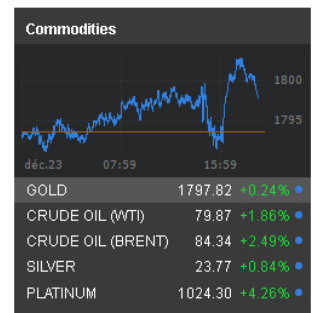 Commodities
1800
1795
déc.23 07:59 15:59
GOLD 1797.82 +0.24%
CRUDE OIL (WTI) 79.87 +1.86%
CRUDE OIL (BRENT) 84.34 +2.49%
SILVER 23.77 +0.84%
PLATINUM 1024.30 +4.26%